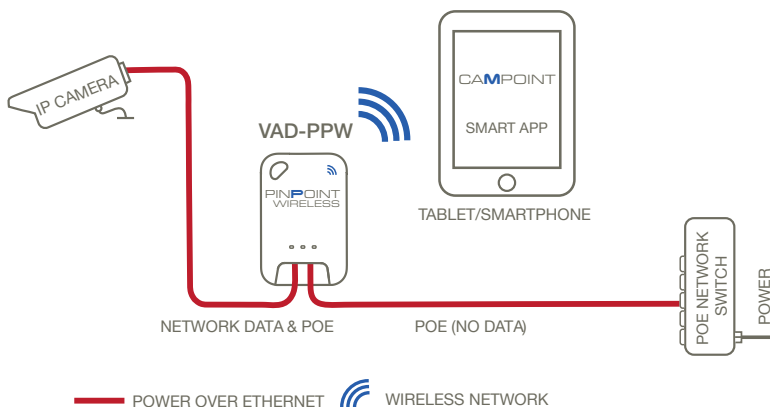 IP CAMERA
VAD-PPW
PINPOINT
WIRELESS
CAMPOINT
SMART APP
TABLET/SMARTPHONE
POE NETWORK
SWITCH
POWER
NETWORK DATA & POE
POE (NO DATA)
POWER OVER ETHERNET
WIRELESS NETWORK